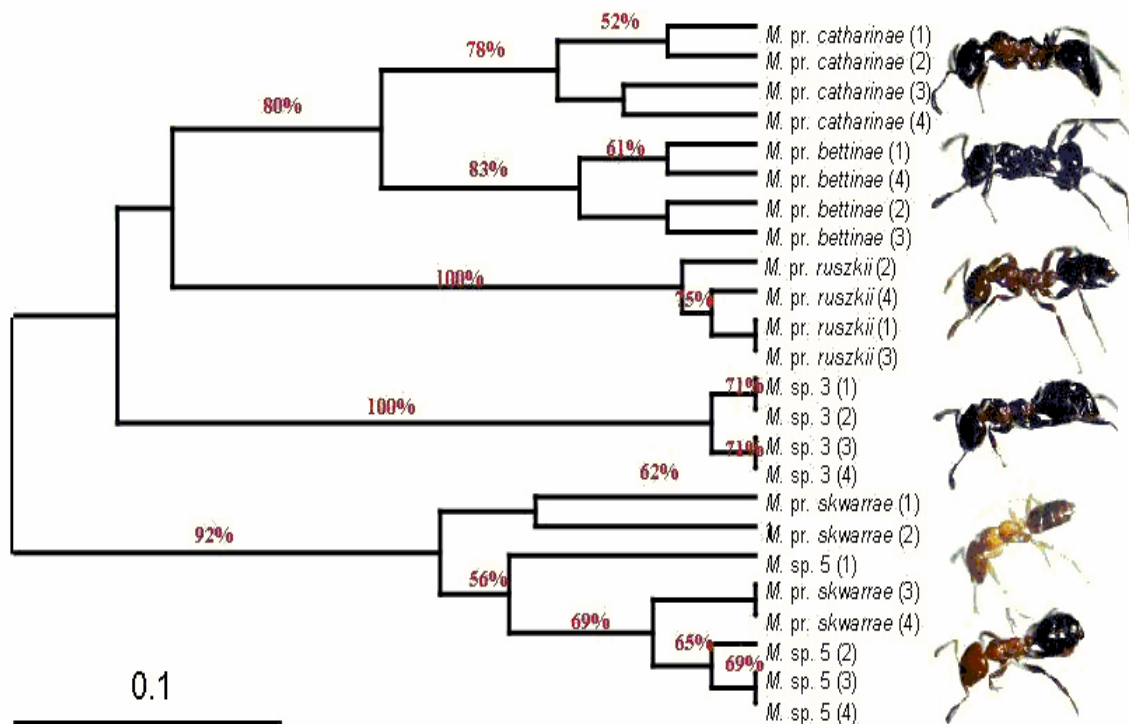 52%
M. pr. catharinae (1)
78%
M. pr. catharinae (2)
M. pr. catharinae (3)
80%
M. pr. catharinae (4)
61%
M. pr. bettinae (1)
83%
M. pr. bettinae (4)
M. pr. bettinae (2)
M. pr. bettinae (3)
M. pr. ruszkii (2)
100%
75%
M. pr. ruszkii (4)
M. pr. ruszkii (1)
M. pr. ruszkii (3)
71%
M. sp. 3 (1)
100%
M. sp. 3 (2)
71%
M. sp. 3 (3)
62%
M. sp. 3 (4)
M. pr. skwarrae (1)
92%
M. pr. skwarrae (2)
M. sp. 5 (1)
56%
M. pr. skwarrae (3)
69%
M. pr. skwarrae (4)
65%
M. sp. 5 (2)
69%
M. sp. 5 (3)
0.1
M. sp. 5 (4)